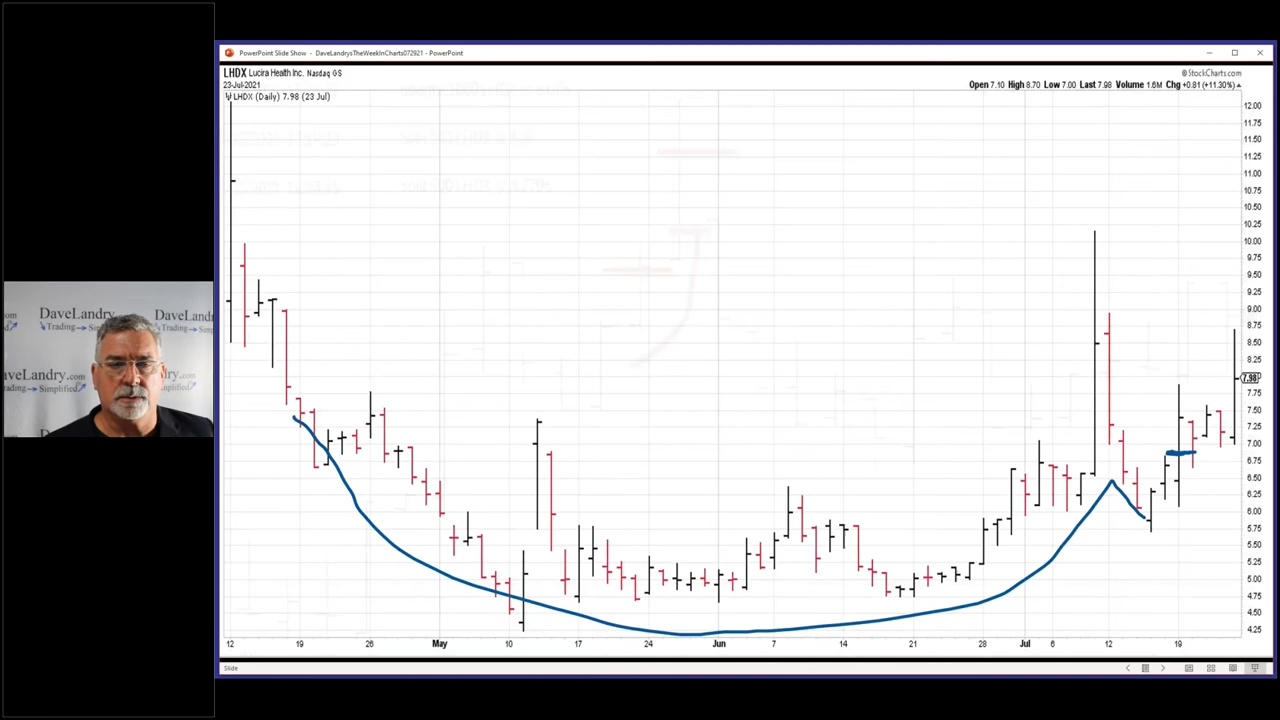 PowerPoint Slide Show - DaveLandrysTheWeekInCharts072921 - PowerPoint
LHDX Lucira Health Inc. Nasdaq GS
© StockCharts.com
23-Jul-2021
Open 7.10 High 8.70 Low 7.00 Last 7.98 Volume 1.6M Chg +0.81 (+11.30%)
LHDX (Daily) 7.98 (23 Jul)
12.00
11.75
11.50
11.25
11.00
10.75
10.50
10.25
10.00
9.75
9.50
9.25
9.00
8.75
8.50
8.25
7.98
7.75
7.50
7.25
7.00
6.75
6.50
6.25
6.00
5.75
5.50
5.25
5.00
4.75
4.50
4.25
12 19 26 May 10 17 24 Jun 7 14 21 28 Jul 6 12 19
Slide
DaveLandry.com
Trading Simplified
DaveLandry
Trading Simplified
aveLandry.com
Simplified